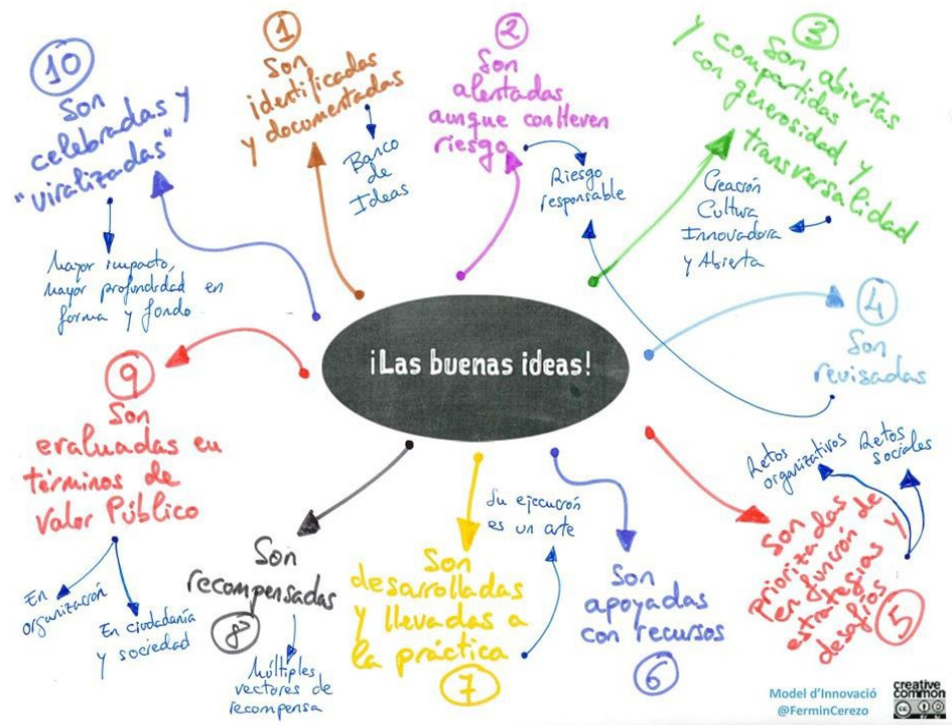 ¡Las buenas ideas!
1
Son
identificadas
y documentadas
Banco
de
Ideas
2
Son
alentadas
aunque conlleven
riesgo
Riesgo
responsable
3
Son abiertas
y compartidas
con generosidad y
transversalidad
Creación
Cultura
Innovadora
y Abierta
4
Son
revisadas
5
Son
priorizadas
en función de
estrategias y
desafíos
Retos
organizativos
Retos
sociales
6
Son
apoyadas
con recursos
7
Son
desarrolladas
y llevadas a
la práctica
Su ejecución
es un arte
8
Son
recompensadas
Múltiples
vectores de
recompensa
9
Son
evaluadas en
términos de
Valor Público
En
organización
En ciudadanía
y sociedad
10
Son
celebradas y
"viralizadas"
Mayor impacto,
mayor profundidad en
forma y fondo
Model d'Innovació
@FerminCerezo
creative
common